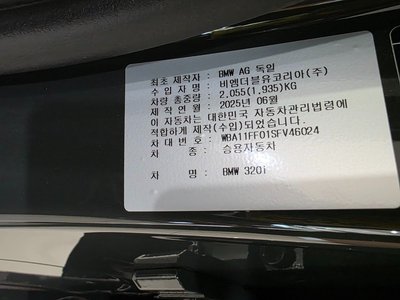 최초 제작자 : BMW AG 독일
수 입 자 명 : 비엠더블유코리아(주)
차량 총중량 : 2,055(1,935)KG
제 작 연 월 : 2025년 06월
이 자동차는 대한민국 자동차관리법령에
적합하게 제작(수입)되었습니다.
차 대 번 호 : WBA11FF01SFV46024
차 종 : 승용자동차
차 명 : BMW 320i